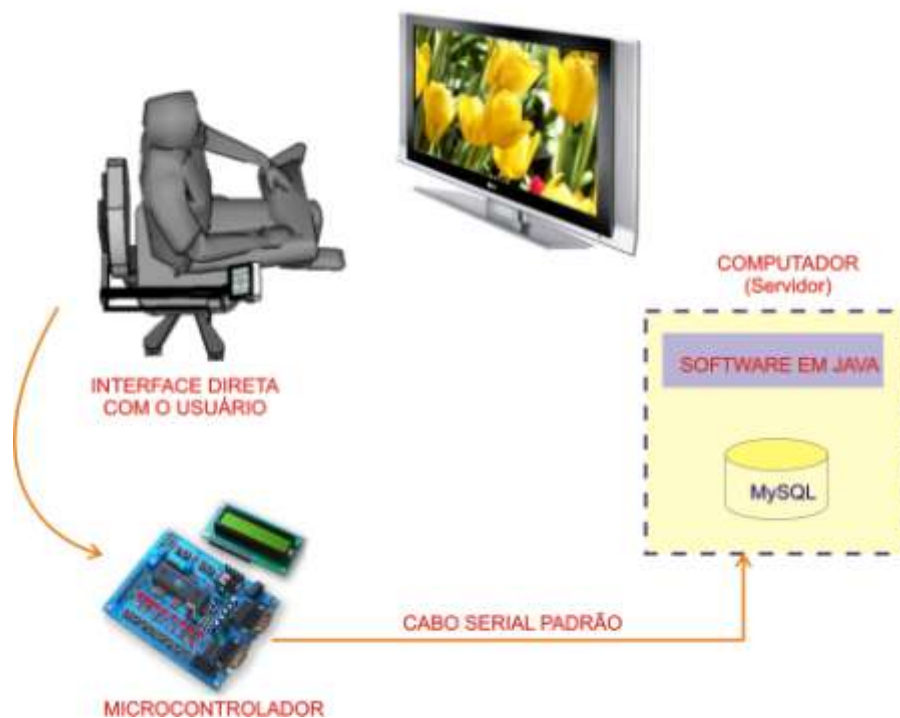 COMPUTADOR
(Servidor)
SOFTWARE EM JAVA
MySQL
INTERFACE DIRETA
COM O USUÁRIO
CABO SERIAL PADRÃO
MICROCONTROLADOR